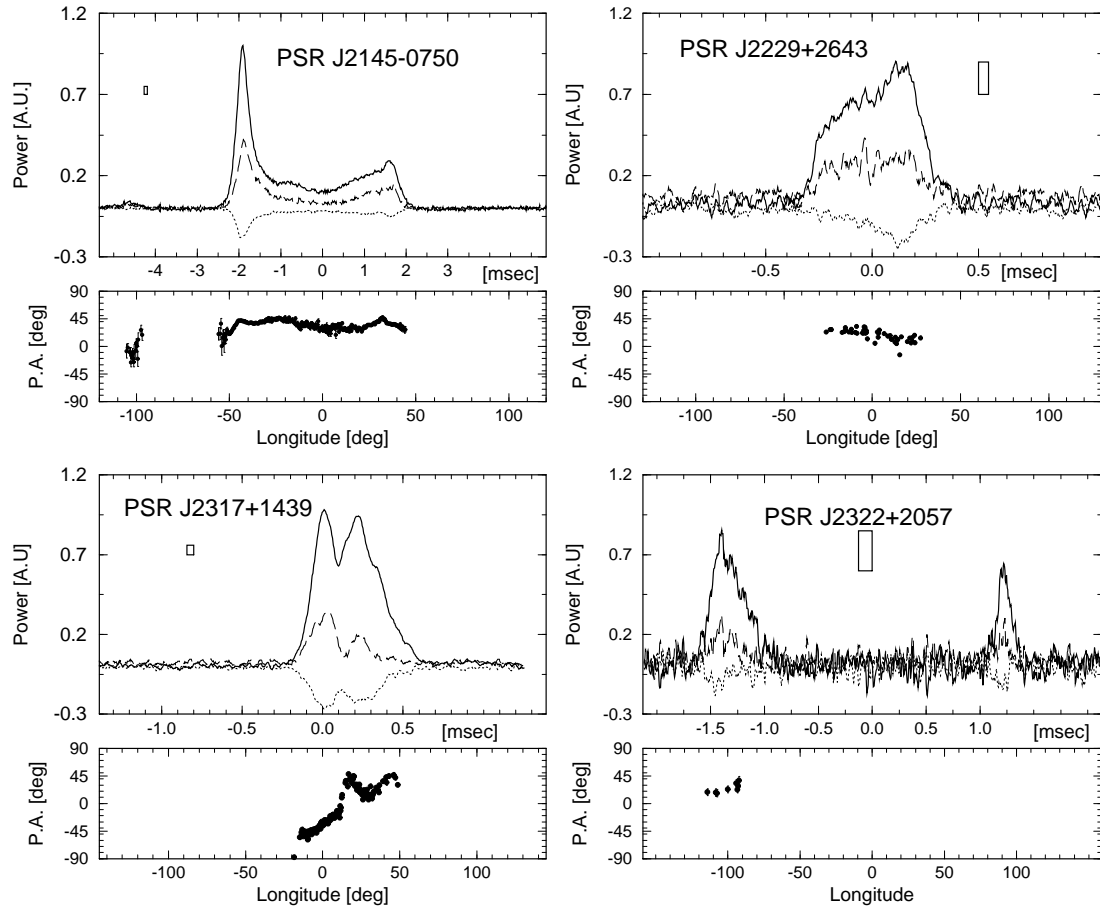 PSR J2145-0750
Power [A.U.]
1.2
0.7
0.2
-0.3
-4 -2 -1 0 1 2 3 [msec]
P.A. [deg]
90
45
0
-45
-90
-100 -50 0 50 100
Longitude [deg]
PSR J2229+2643
Power [A.U]
1.2
0.7
0.2
-0.3
-0.5 0.0 0.5 [msec]
P.A. [deg]
90
45
0
-45
-90
-100 -50 0 50 100
Longitude [deg]
PSR J2317+1439
Power [A.U]
1.2
0.7
0.2
-0.3
-1.0 0.0 0.5 [msec]
P.A. [deg]
90
45
0
-45
-90
-100 -50 0 50 100
Longitude [deg]
PSR J2322+2057
Power [A.U]
1.2
0.7
0.2
-0.3
-1.5 -1.0 -0.5 0.0 0.5 1.0 [msec]
P.A. [deg]
90
45
0
-45
-90
-100 -50 0 50 100
Longitude